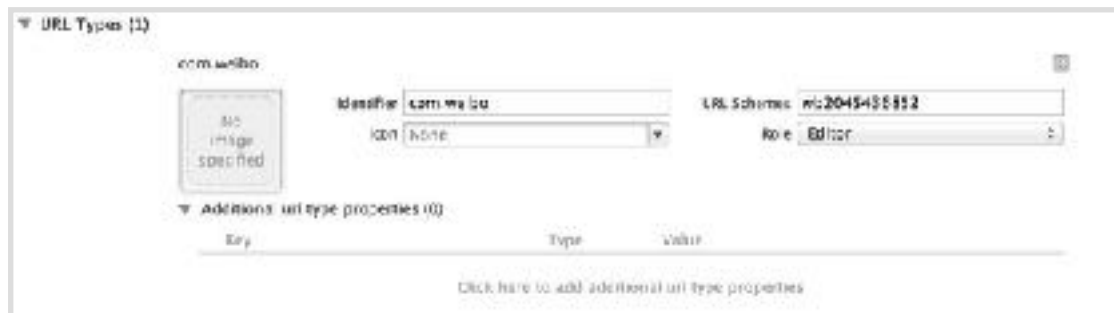 URL Types (1)
com.weibo
No image specified
Identifier com.weibo
URL Schemes wb2045436852
Icon None
Role Editor
Additional url type properties (0)
Key Type Value
Click here to add additional url type properties